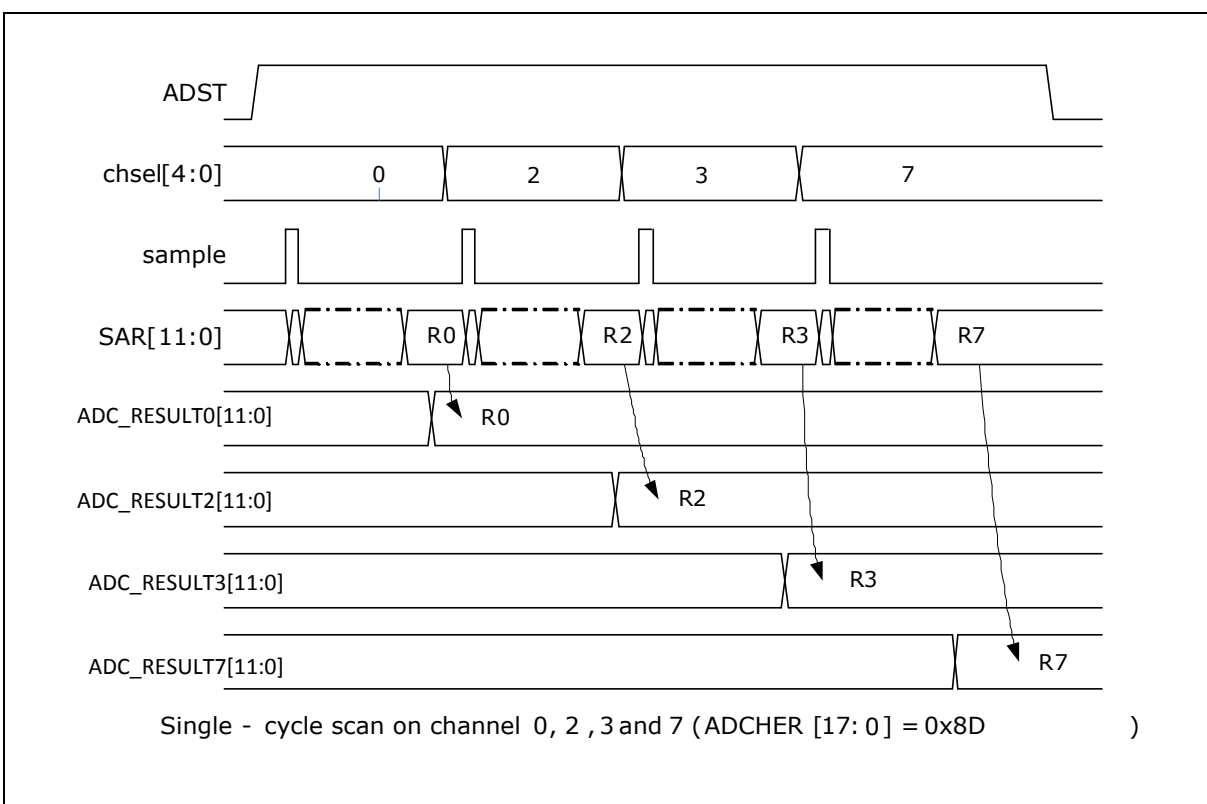 ADST
chsel[4:0] 0 2 3 7
sample
SAR[11:0] R0 R2 R3 R7
ADC_RESULT0[11:0] R0
ADC_RESULT2[11:0] R2
ADC_RESULT3[11:0] R3
ADC_RESULT7[11:0] R7
Single - cycle scan on channel 0, 2 , 3 and 7 ( ADCHER [17: 0 ] = 0x8D )